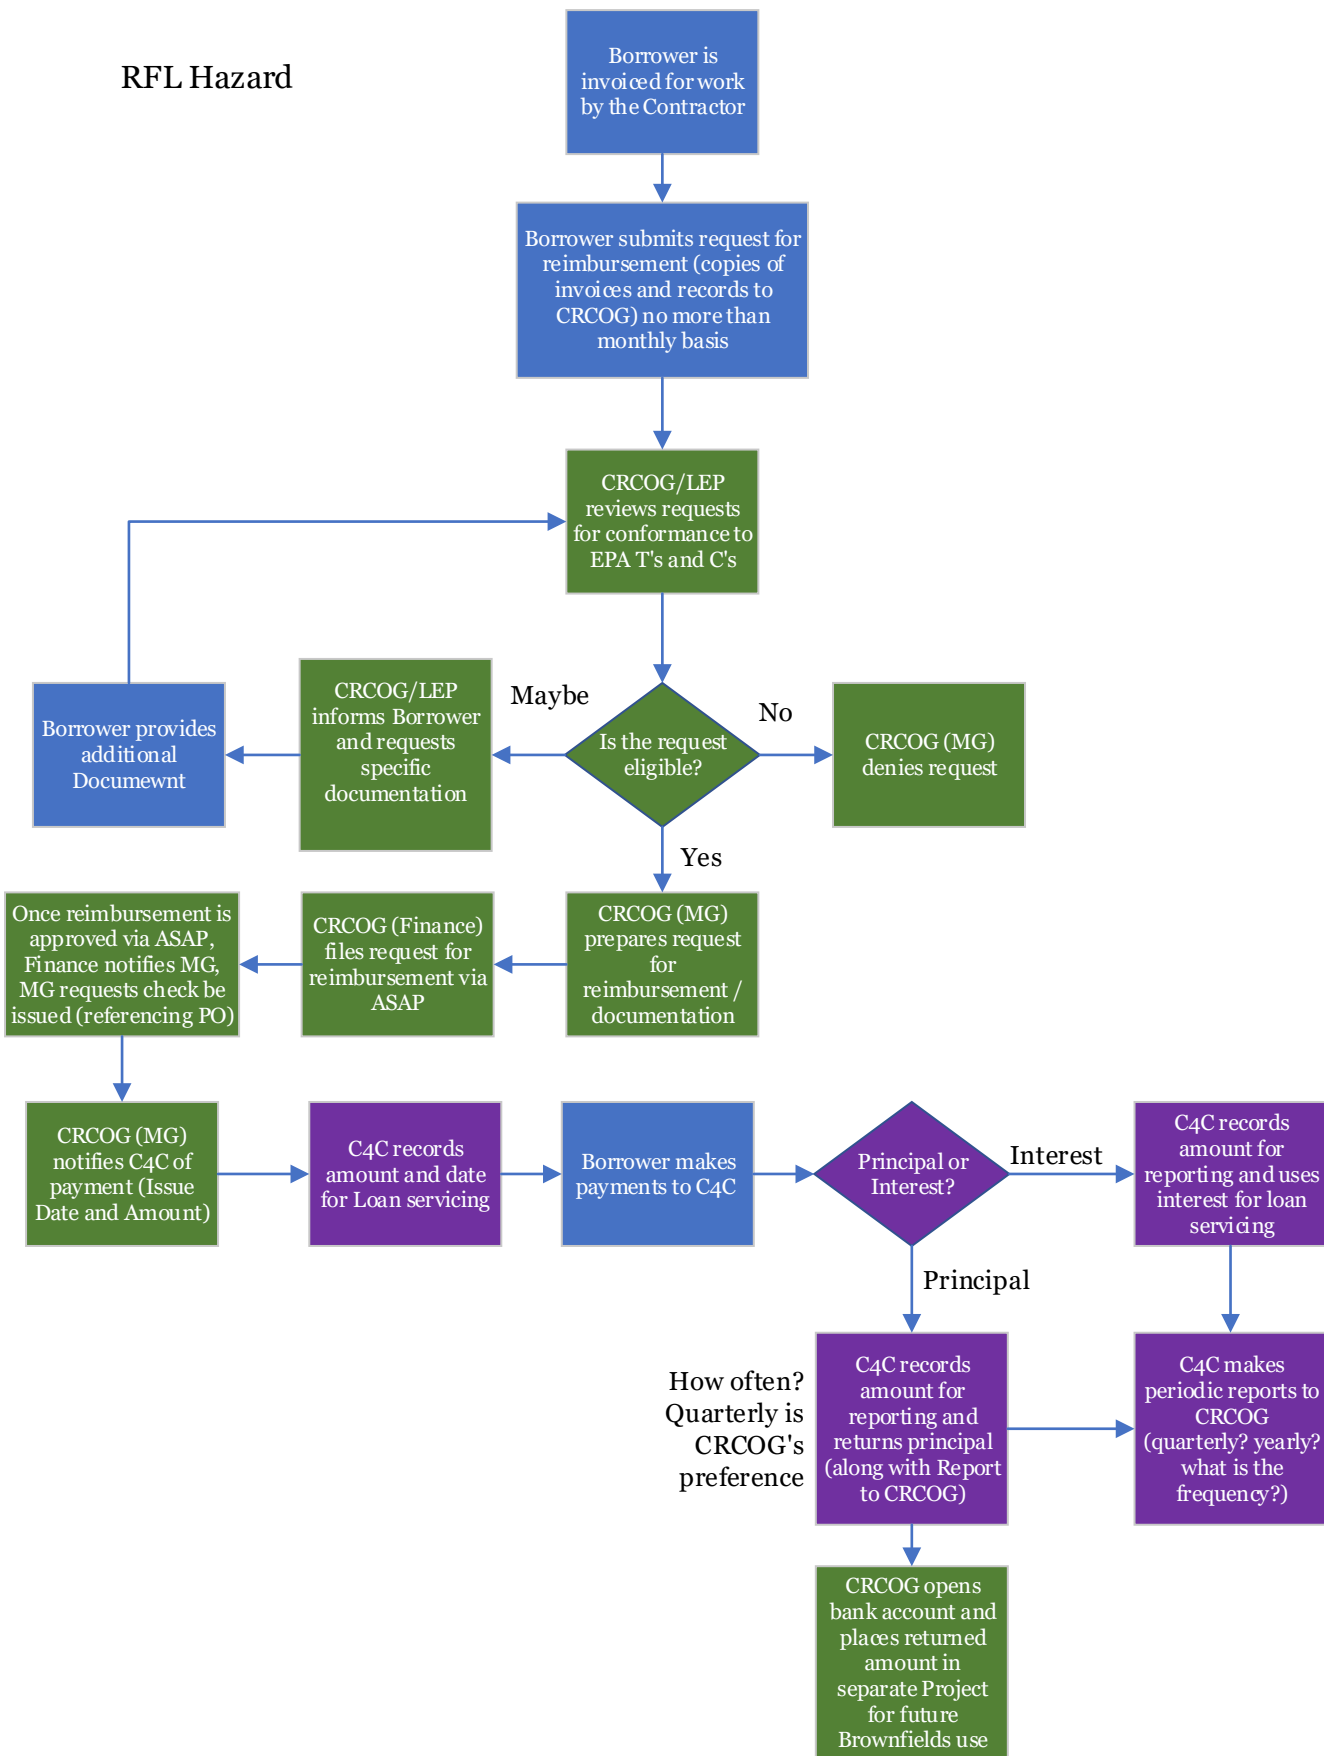 RFL Hazard
Borrower is
invoiced for work
by the Contractor
Borrower submits request for
reimbursement (copies of
invoices and records to
CRCOG) no more than
monthly basis
CRCOG/LEP
reviews requests
for conformance to
EPA T's and C's
Is the request
eligible?
Maybe
No
Yes
CRCOG/LEP
informs Borrower
and requests
specific
documentation
Borrower provides
additional
Documewnt
CRCOG (MG)
denies request
CRCOG (MG)
prepares request
for
reimbursement /
documentation
CRCOG (Finance)
files request for
reimbursement via
ASAP
Once reimbursement is
approved via ASAP,
Finance notifies MG,
MG requests check be
issued (referencing PO)
CRCOG (MG)
notifies C4C of
payment (Issue
Date and Amount)
C4C records
amount and date
for Loan servicing
Borrower makes
payments to C4C
Principal or
Interest?
Interest
C4C records
amount for
reporting and uses
interest for loan
servicing
Principal
How often?
Quarterly is
CRCOG's
preference
C4C records
amount for
reporting and
returns principal
(along with Report
to CRCOG)
C4C makes
periodic reports to
CRCOG
(quarterly? yearly?
what is the
frequency?)
CRCOG opens
bank account and
places returned
amount in
separate Project
for future
Brownfields use